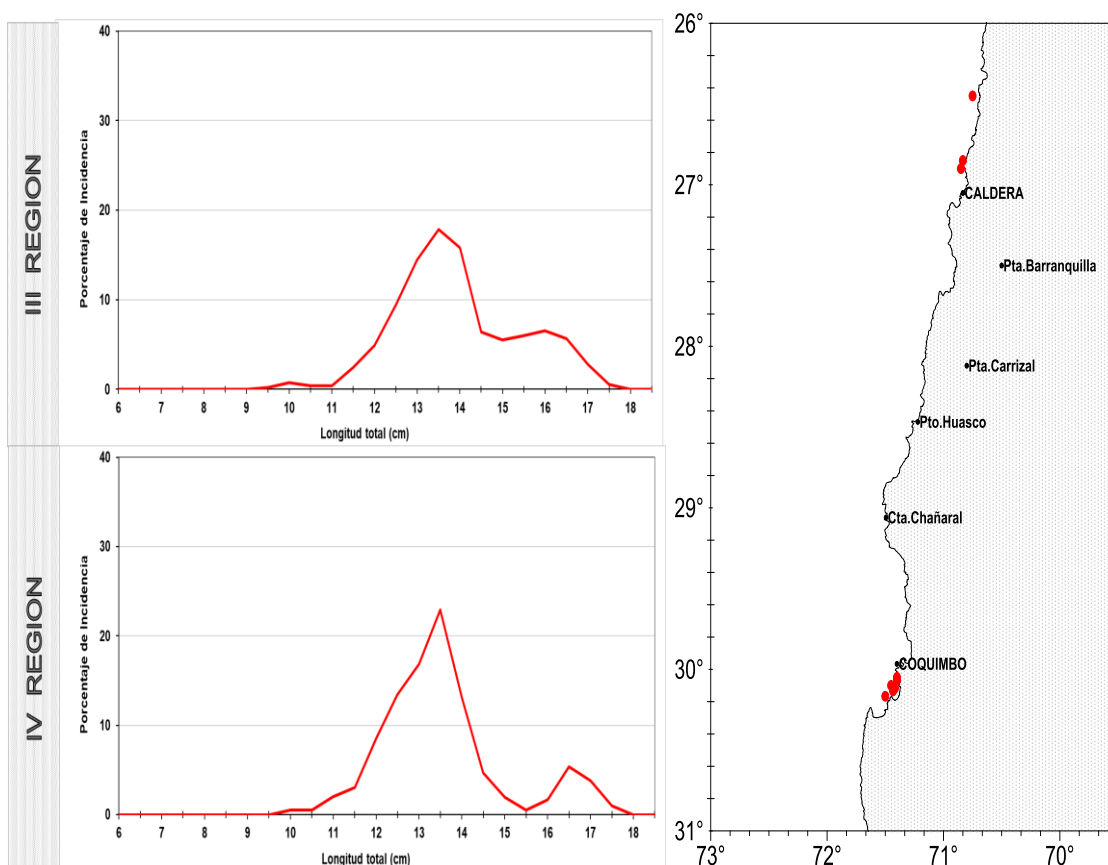 III REGION
Porcentaje de Incidencia
40
30
20
10
0
6 7 8 9 10 11 12 13 14 15 16 17 18
Longitud total (cm)
IV REGION
Porcentaje de Incidencia
40
30
20
10
0
6 7 8 9 10 11 12 13 14 15 16 17 18
Longitud total (cm)
26°
27°
28°
29°
30°
31°
CALDERA
Pta.Barranquilla
Pta.Carrizal
Pto.Huasco
Cta.Chañaral
COQUIMBO
73° 72° 71° 70°